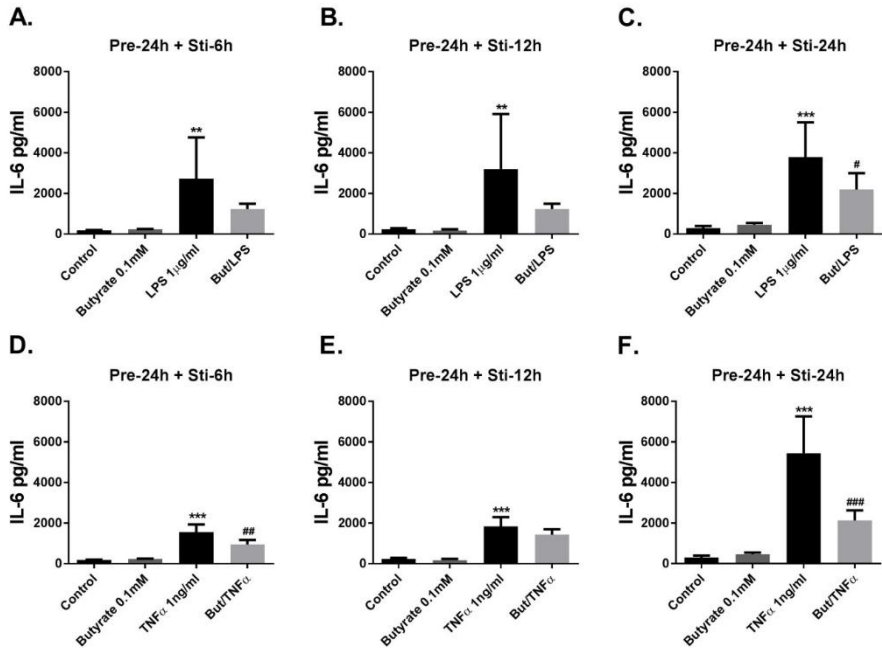 A.
Pre-24h + Sti-6h
IL-6 pg/ml
8000
6000
4000
2000
0
**
Control
Butyrate 0.1mM
LPS 1µg/ml
But/LPS
B.
Pre-24h + Sti-12h
IL-6 pg/ml
8000
6000
4000
2000
0
**
Control
Butyrate 0.1mM
LPS 1µg/ml
But/LPS
C.
Pre-24h + Sti-24h
IL-6 pg/ml
8000
6000
4000
2000
0
***
#
Control
Butyrate 0.1mM
LPS 1µg/ml
But/LPS
D.
Pre-24h + Sti-6h
IL-6 pg/ml
8000
6000
4000
2000
0
***
##
Control
Butyrate 0.1mM
TNFα 1ng/ml
But/TNFα
E.
Pre-24h + Sti-12h
IL-6 pg/ml
8000
6000
4000
2000
0
***
Control
Butyrate 0.1mM
TNFα 1ng/ml
But/TNFα
F.
Pre-24h + Sti-24h
IL-6 pg/ml
8000
6000
4000
2000
0
***
###
Control
Butyrate 0.1mM
TNFα 1ng/ml
But/TNFα